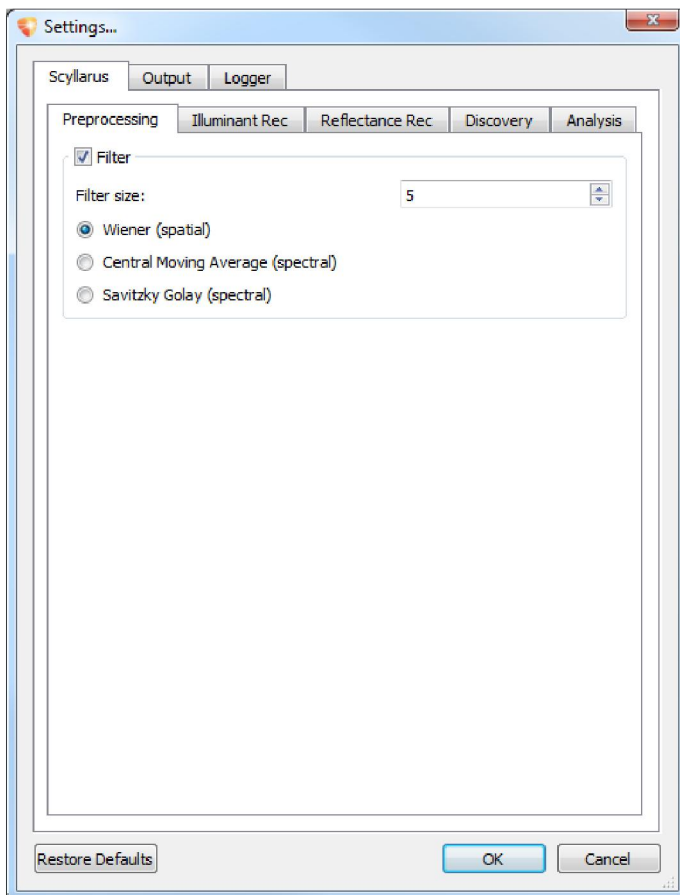 Settings...
Scyllarus Output Logger
Preprocessing Illuminant Rec Reflectance Rec Discovery Analysis
Filter
Filter size: 5
Wiener (spatial)
Central Moving Average (spectral)
Savitzky Golay (spectral)
Restore Defaults OK Cancel